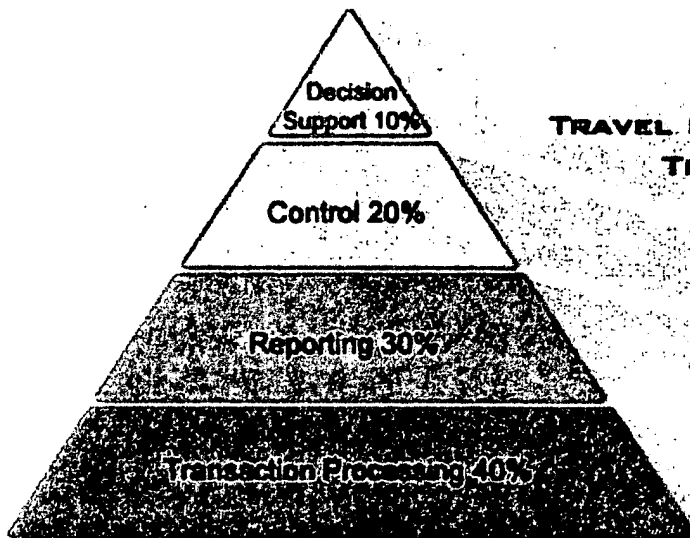 Decision
Support 10%
TRAVEL
Control 20%
Reporting 30%
Transaction Processing 40%